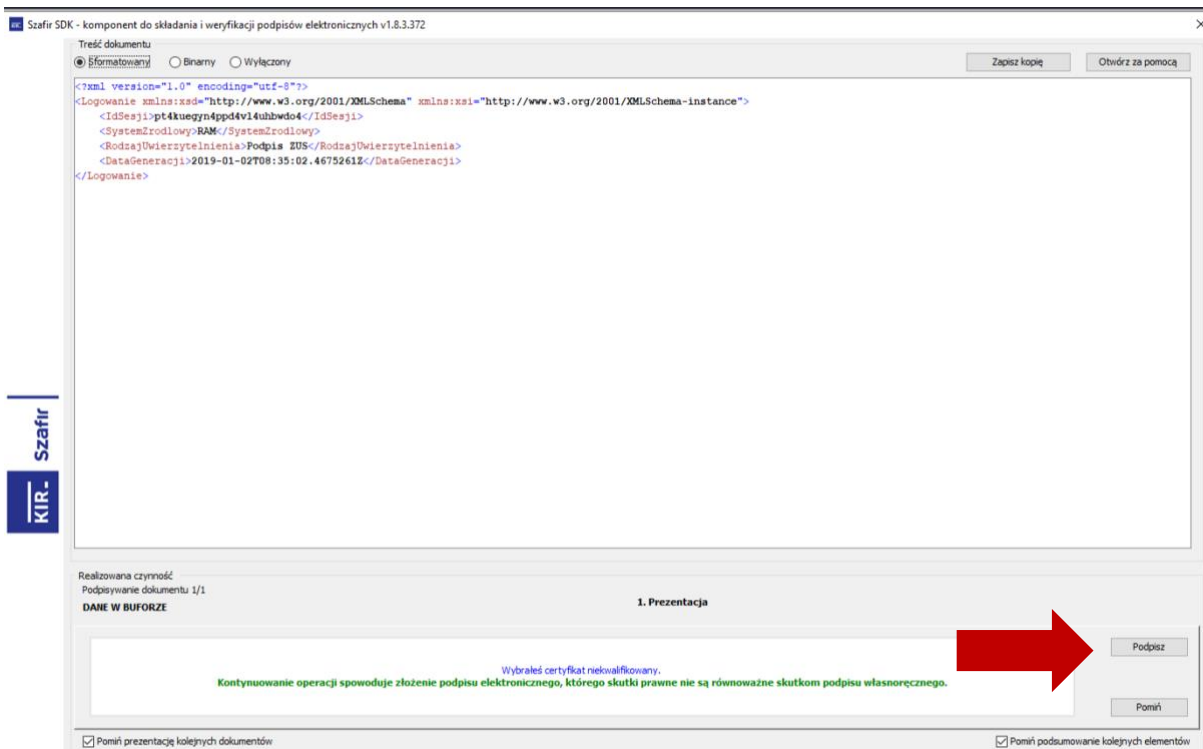 KIR. Szafir SDK - komponent do składania i weryfikacji podpisów elektronicznych v1.8.3.372
Treść dokumentu
Sformatowany Binarny Wyłączony Zapisz kopię Otwórz za pomocą
<?xml version="1.0" encoding="utf-8"?>
<Logowanie xmlns:xsd="http://www.w3.org/2001/XMLSchema" xmlns:xsi="http://www.w3.org/2001/XMLSchema-instance">
<IdSesji>pt4kuegyn4ppd4vl4uhbwdo4</IdSesji>
<SystemZrodlowy>RAM</SystemZrodlowy>
<RodzajUwierzytelnienia>Podpis ZUS</RodzajUwierzytelnienia>
<DataGeneracji>2019-01-02T08:35:02.4675261Z</DataGeneracji>
</Logowanie>
KIR. Szafir
Realizowana czynność
Podpisywanie dokumentu 1/1
DANE W BUFORZE
1. Prezentacja
Podpisz
Wybrałeś certyfikat niekwalifikowany.
Kontynuowanie operacji spowoduje złożenie podpisu elektronicznego, którego skutki prawne nie są równoważne skutkom podpisu własnoręcznego.
Pomiń
Pomiń prezentację kolejnych dokumentów Pomiń podsumowanie kolejnych elementów